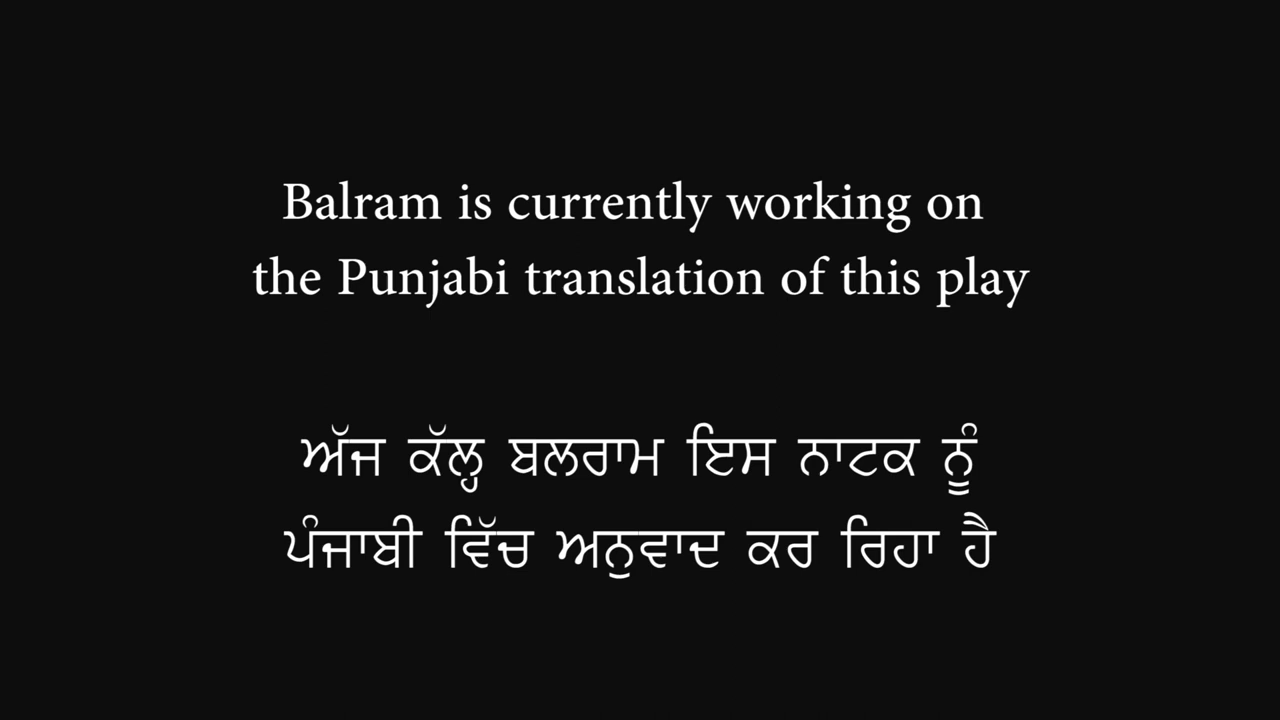 Balram is currently working on
the Punjabi translation of this play
ਅੱਜ ਕੱਲ੍ਹ ਬਲਰਾਮ ਇਸ ਨਾਟਕ ਨੂੰ
ਪੰਜਾਬੀ ਵਿੱਚ ਅਨੁਵਾਦ ਕਰ ਰਿਹਾ ਹੈ